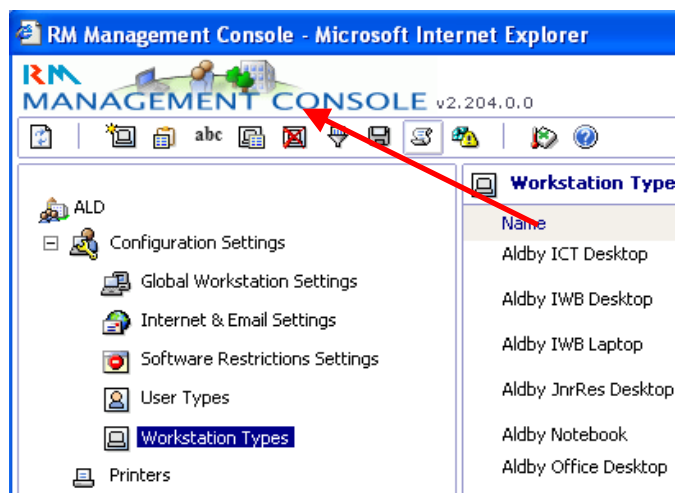 RM Management Console - Microsoft Internet Explorer
RM
MANAGEMENT CONSOLE v2.204.0.0
abc
ALD
Configuration Settings
Global Workstation Settings
Internet & Email Settings
Software Restrictions Settings
User Types
Workstation Types
Printers
Workstation Type
Name
Aldby ICT Desktop
Aldby IWB Desktop
Aldby IWB Laptop
Aldby JnrRes Desktop
Aldby Notebook
Aldby Office Desktop